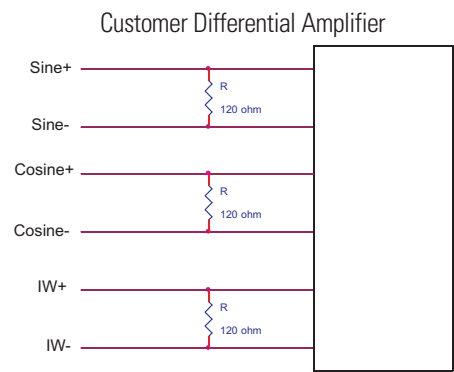 Customer Differential Amplifier
Sine+
R
120 ohm
Sine-
Cosine+
R
120 ohm
Cosine-
IW+
R
120 ohm
IW-